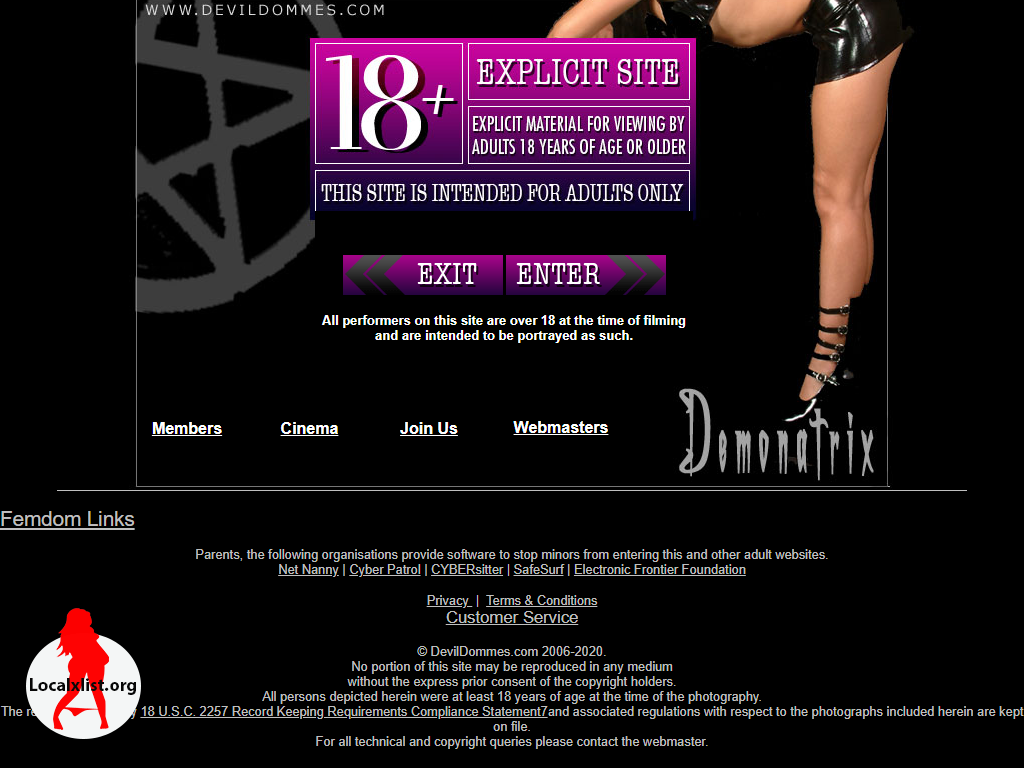 WWW.DEVILDOMMES.COM
18+
EXPLICIT SITE
EXPLICIT MATERIAL FOR VIEWING BY
ADULTS 18 YEARS OF AGE OR OLDER
THIS SITE IS INTENDED FOR ADULTS ONLY
EXIT ENTER
All performers on this site are over 18 at the time of filming
and are intended to be portrayed as such.
Members Cinema Join Us Webmasters
Demonatrix
Femdom Links
Parents, the following organisations provide software to stop minors from entering this and other adult websites.
Net Nanny | Cyber Patrol | CYBERsitter | SafeSurf | Electronic Frontier Foundation
Privacy | Terms & Conditions
Customer Service
© DevilDommes.com 2006-2020.
No portion of this site may be reproduced in any medium
without the express prior consent of the copyright holders.
All persons depicted herein were at least 18 years of age at the time of the photography.
Localxlist.org
The 18 U.S.C. 2257 Record Keeping Requirements Compliance Statement7and associated regulations with respect to the photographs included herein are kept
on file.
For all technical and copyright queries please contact the webmaster.